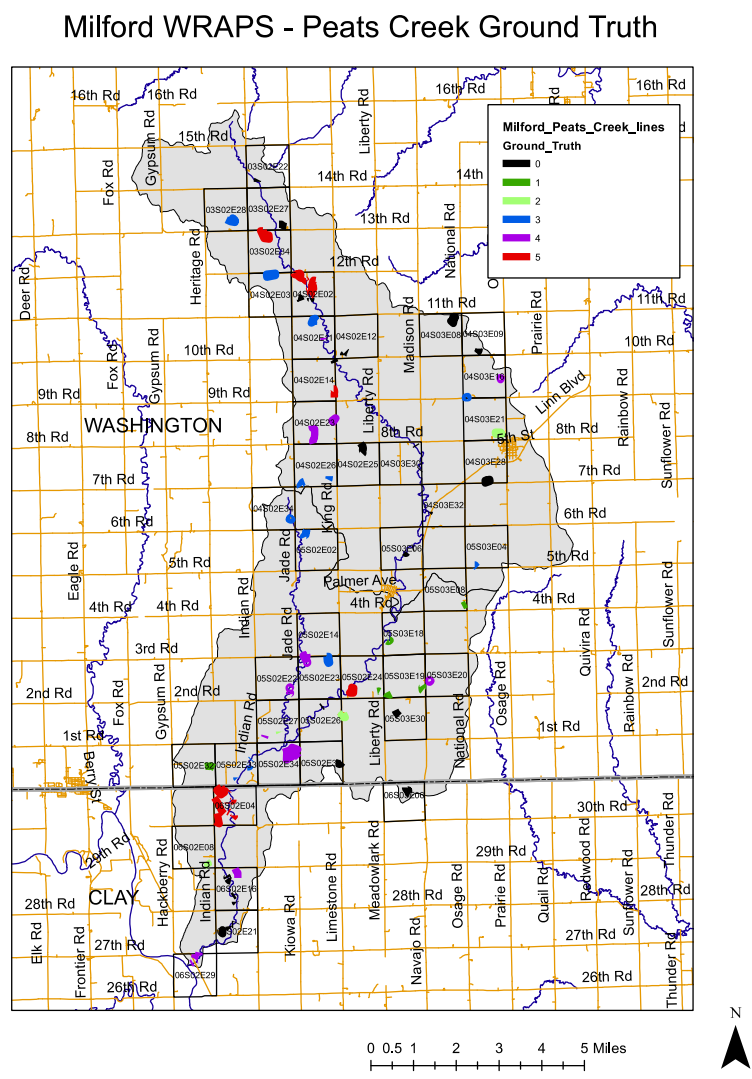 Milford WRAPS - Peats Creek Ground Truth
16th Rd
16th Rd
16th Rd
16th Rd
Milford_Peats_Creek_lines
Ground_Truth
0
1
2
3
4
5
Liberty Rd
Gypsum Rd
15th Rd
Fox Rd
03S02E22
14th Rd
14th
03S02E28
03S02E27
13th Rd
National Rd
Heritage Rd
12th Rd
Deer Rd
04S02E03
04S02E02
11th Rd
11th Rd
Madison Rd
Prairie Rd
04S02E12
04S03E08
04S03E09
10th Rd
10th Rd
Fox Rd
Gypsum Rd
04S02E14
04S03E16
9th Rd
9th Rd
Liberty Rd
Linn Blvd
Rainbow Rd
Sunflower Rd
WASHINGTON
04S02E23
04S03E21
8th Rd
8th Rd
8th Rd
5th St
04S02E26
04S02E25
04S03E30
04S03E28
7th Rd
7th Rd
King Rd
04S02E34
04S03E32
6th Rd
6th Rd
05S02E02
05S03E06
05S03E04
Jade Rd
5th Rd
5th Rd
Eagle Rd
Palmer Ave
05S03E08
Indian Rd
4th Rd
4th Rd
4th Rd
4th Rd
Sunflower Rd
Jade Rd
05S02E14
05S03E18
Quivira Rd
3rd Rd
05S02E22
05S02E23
05S02E24
05S03E19
05S03E20
2nd Rd
2nd Rd
2nd Rd
Fox Rd
Gypsum Rd
Indian Rd
05S02E27
05S02E26
Liberty Rd
05S03E30
National Rd
Osage Rd
Rainbow Rd
1st Rd
1st Rd
05S02E32
05S02E33
05S02E34
Berry St
06S02E04
06S03E06
30th Rd
29th Rd
06S02E08
29th Rd
Hackberry Rd
Indian Rd
Meadowlark Rd
Redwood Rd
Thunder Rd
CLAY
06S02E16
28th Rd
28th Rd
28th Rd
Kiowa Rd
Limestone Rd
Osage Rd
Prairie Rd
Quail Rd
Sunflower Rd
Elk Rd
Frontier Rd
27th Rd
06S02E21
Navajo Rd
27th Rd
Thunder Rd
06S02E29
26th Rd
26th Rd
N
0 0.5 1 2 3 4 5 Miles